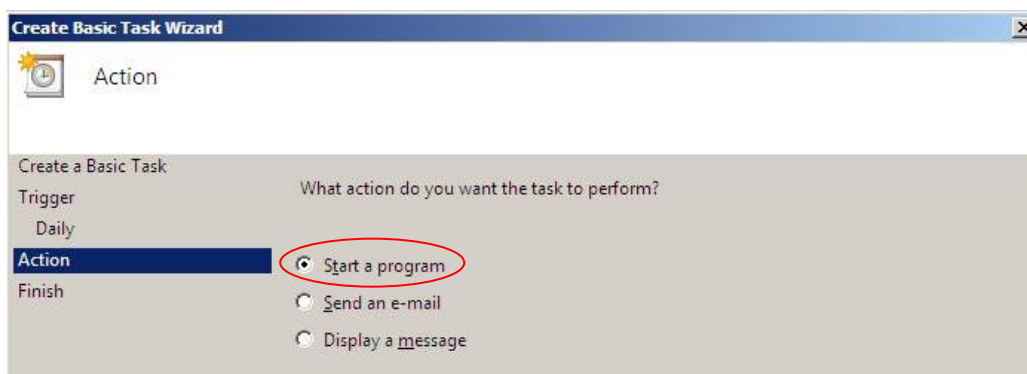 Create Basic Task Wizard
Action
Create a Basic Task
Trigger
Daily
Action
Finish
What action do you want the task to perform?
Start a program
Send an e-mail
Display a message